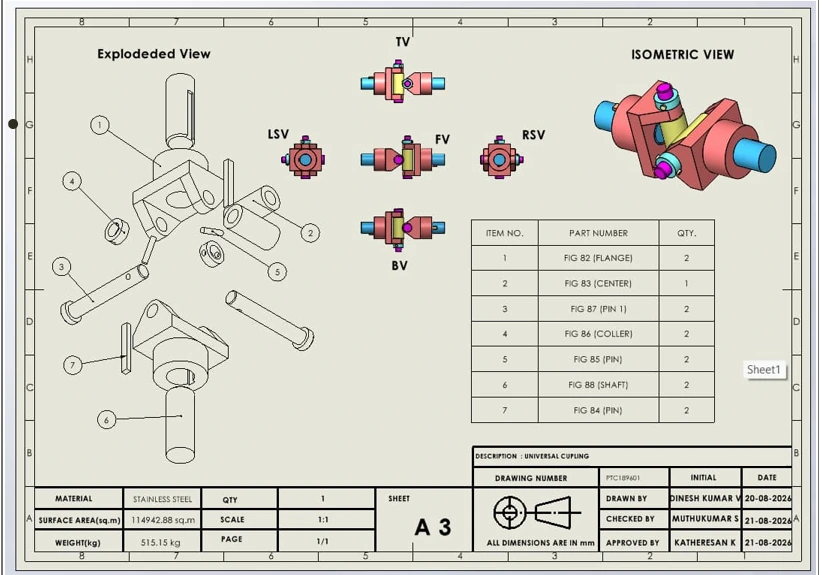 8 7 6 5 4 3 2 1
H H
G G
F F
E E
D D
C C
B B
A A
Explodeded View
TV
ISOMETRIC VIEW
LSV
FV
RSV
BV
1
4
2
5
3
7
6
ITEM NO. PART NUMBER QTY.
1 FIG 82 (FLANGE) 2
2 FIG 83 (CENTER) 1
3 FIG 87 (PIN 1) 2
4 FIG 86 (COLLER) 2
5 FIG 85 (PIN) 2
6 FIG 88 (SHAFT) 2
7 FIG 84 (PIN) 2
Sheet1
DESCRIPTION : UNIVERSAL CUPLING
DRAWING NUMBER PTC189601 INITIAL DATE
MATERIAL STAINLESS STEEL QTY 1 SHEET
DRAWN BY DINESH KUMAR V 20-08-2026
SURFACE AREA(sq.m) 114942.88 sq.m SCALE 1:1 A 3
CHECKED BY MUTHUKUMAR S 21-08-2026
WEIGHT(kg) 515.15 kg PAGE 1/1
ALL DIMENSIONS ARE IN mm APPROVED BY KATHERESAN K 21-08-2026
8 7 6 5 4 3 2